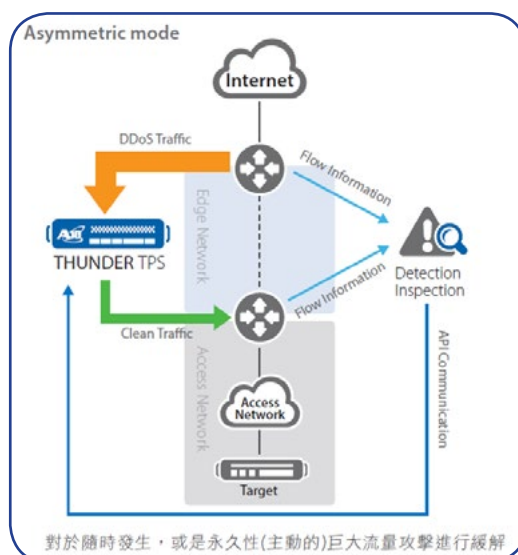 Asymmetric mode
Internet
DDoS Traffic
Flow Information
Edge Network
A10
THUNDER TPS
Detection
Inspection
Flow Information
Clean Traffic
API Communication
Access Network
Access
Network
Target
對於隨時發生，或是永久性(主動的)巨大流量攻擊進行緩解